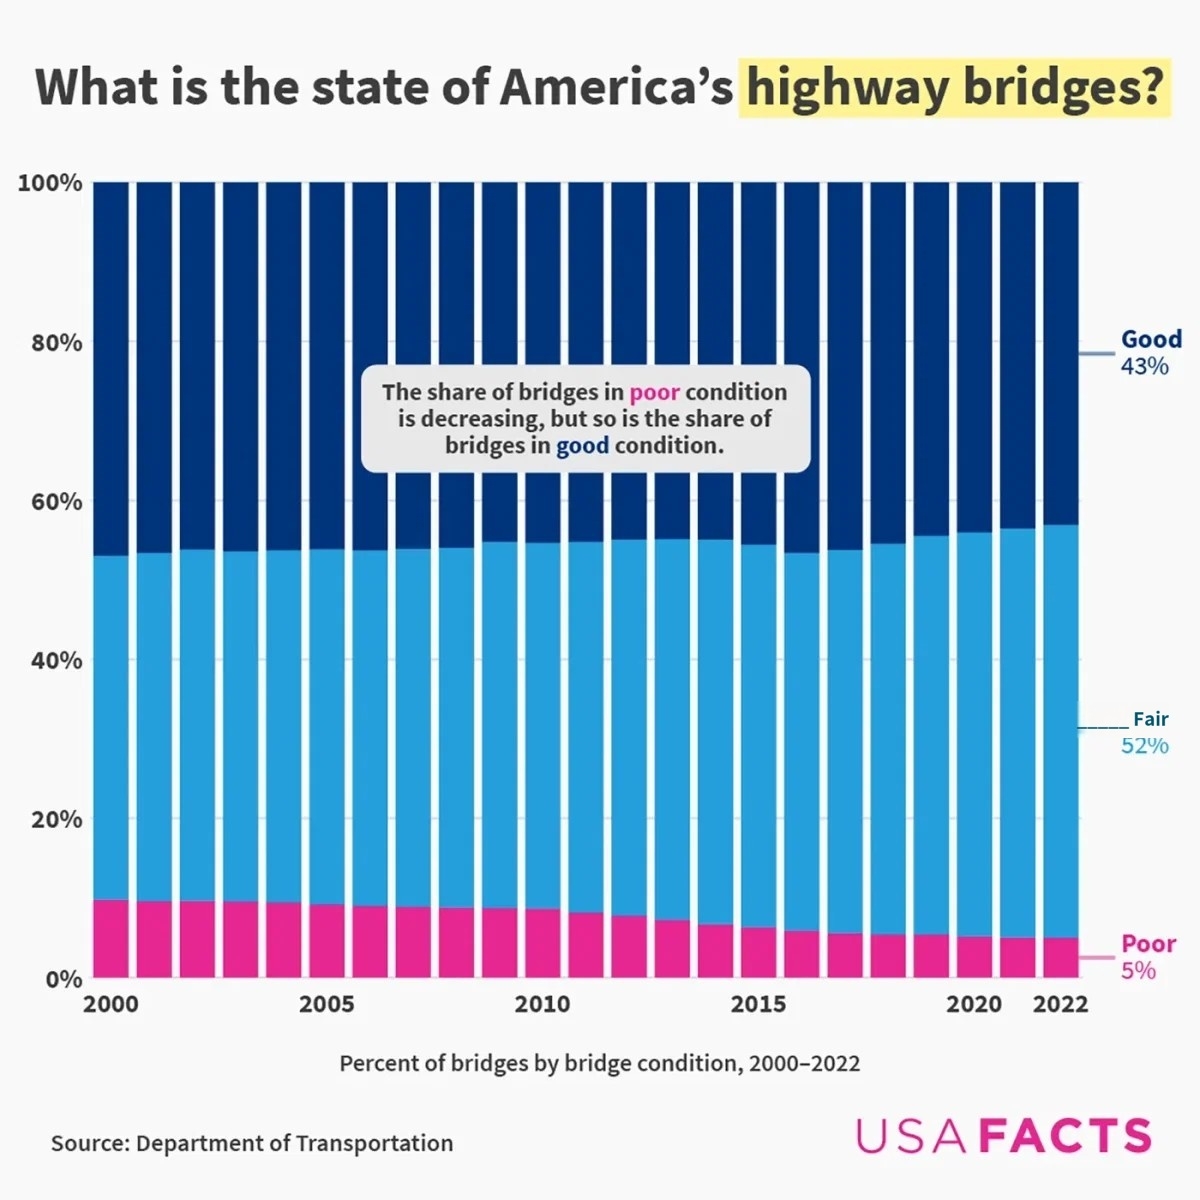 What is the state of America's highway bridges?
100%
80%
60%
40%
20%
0%
The share of bridges in poor condition
is decreasing, but so is the share of
bridges in good condition.
Good
43%
Fair
52%
Poor
5%
2000 2005 2010 2015 2020 2022
Percent of bridges by bridge condition, 2000–2022
Source: Department of Transportation
USAFACTS